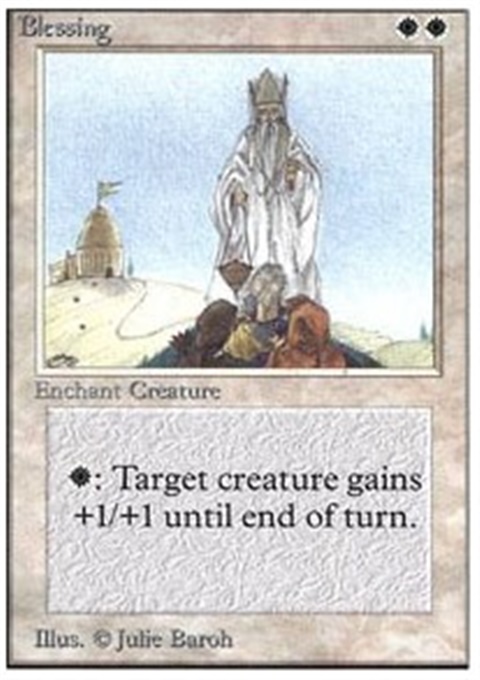 Blessing
Enchant Creature
: Target creature gains
+1/+1 until end of turn.
Illus. © Julie Baroh